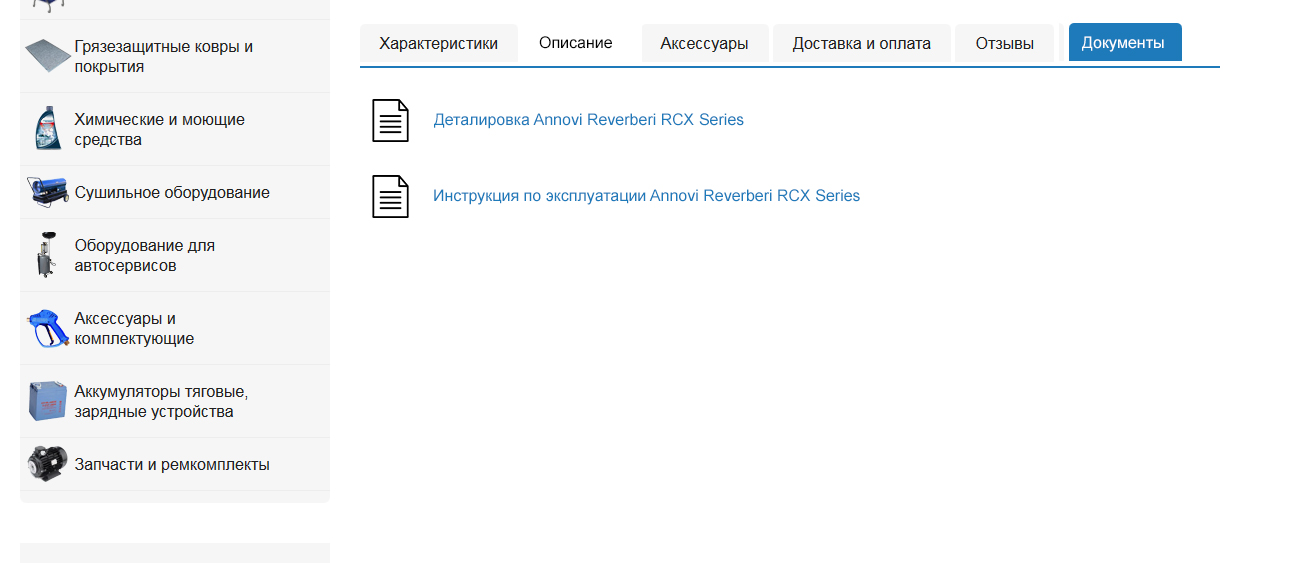 Грязезащитные ковры и
покрытия
Химические и моющие
средства
Сушильное оборудование
Оборудование для
автосервисов
Аксессуары и
комплектующие
Аккумуляторы тяговые,
зарядные устройства
Запчасти и ремкомплекты
Характеристики Описание Аксессуары Доставка и оплата Отзывы Документы
Деталировка Annovi Reverberi RCX Series
Инструкция по эксплуатации Annovi Reverberi RCX Series